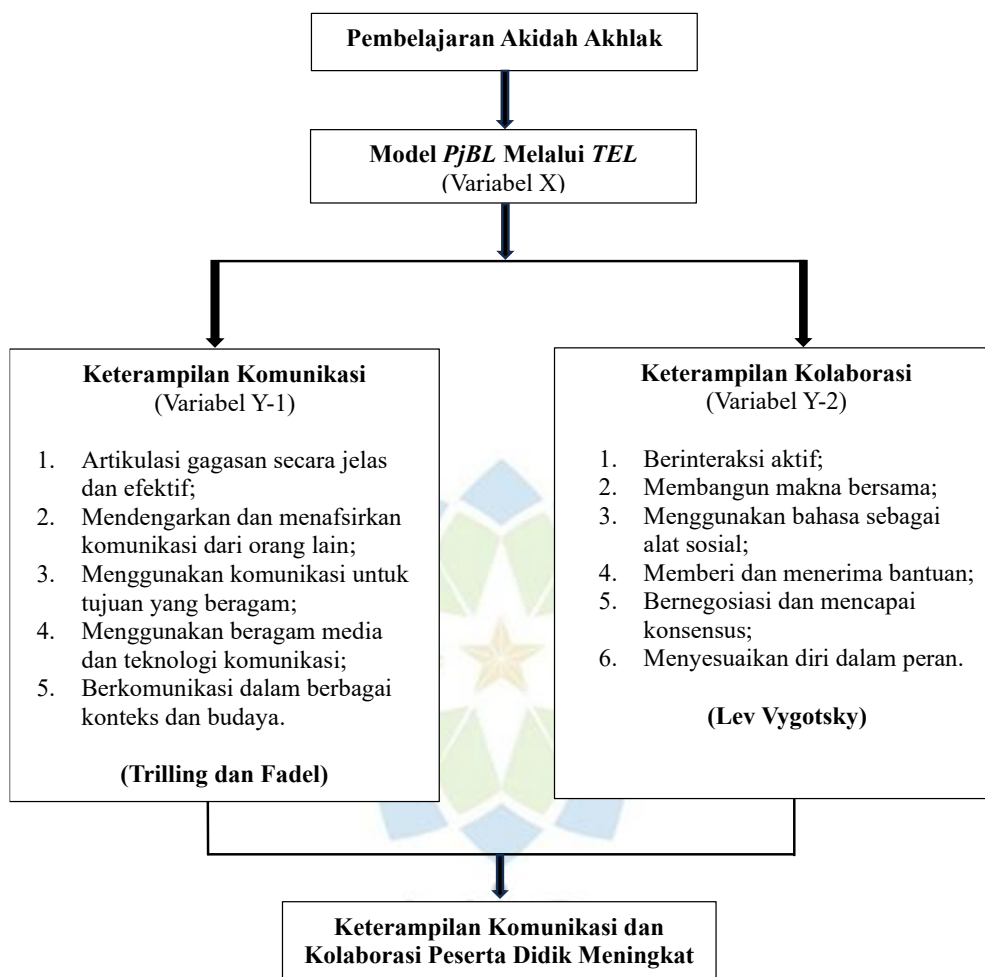 Pembelajaran Akidah Akhlak
Model PjBL Melalui TEL
(Variabel X)
Keterampilan Komunikasi
(Variabel Y-1)
1. Artikulasi gagasan secara jelas
dan efektif;
2. Mendengarkan dan menafsirkan
komunikasi dari orang lain;
3. Menggunakan komunikasi untuk
tujuan yang beragam;
4. Menggunakan beragam media
dan teknologi komunikasi;
5. Berkomunikasi dalam berbagai
konteks dan budaya.
(Trilling dan Fadel)
Keterampilan Kolaborasi
(Variabel Y-2)
1. Berinteraksi aktif;
2. Membangun makna bersama;
3. Menggunakan bahasa sebagai
alat sosial;
4. Memberi dan menerima bantuan;
5. Bernegosiasi dan mencapai
konsensus;
6. Menyesuaikan diri dalam peran.
(Lev Vygotsky)
Keterampilan Komunikasi dan
Kolaborasi Peserta Didik Meningkat